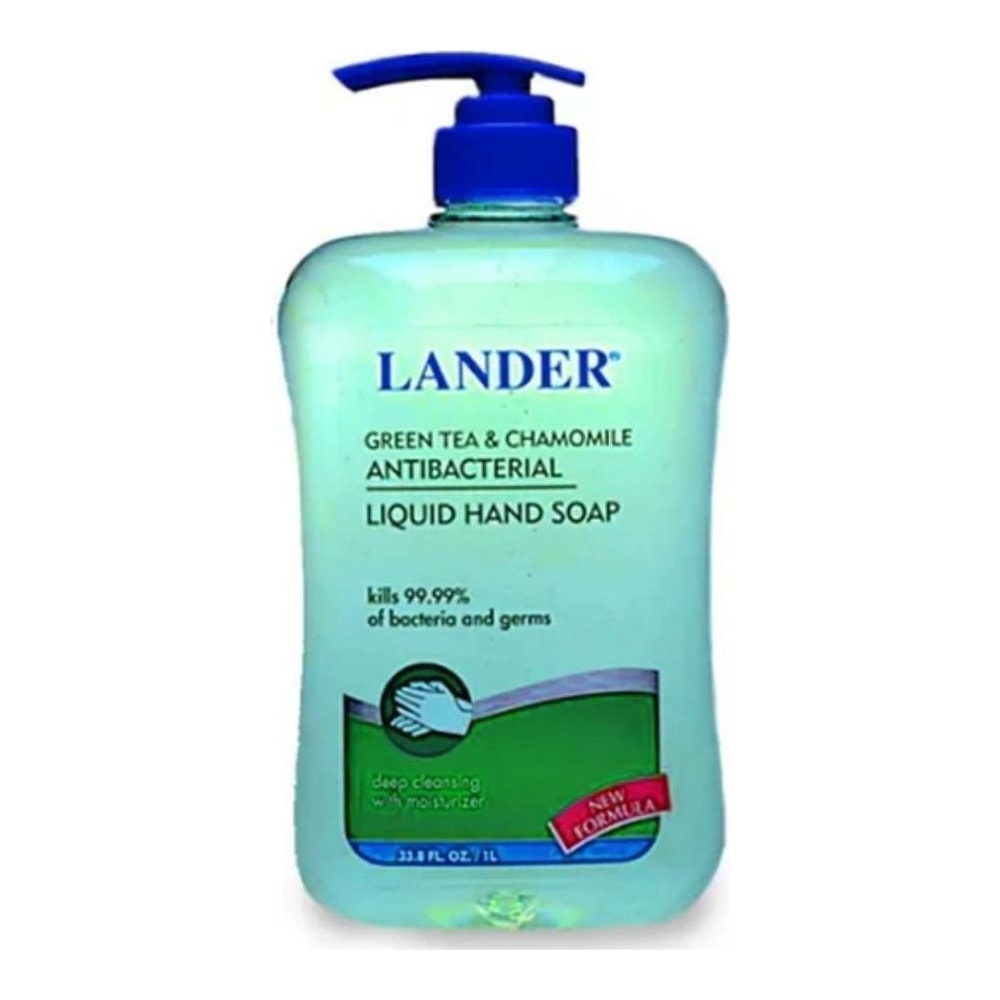 LANDER®
GREEN TEA & CHAMOMILE
ANTIBACTERIAL
LIQUID HAND SOAP
kills 99.99%
of bacteria and germs
deep cleansing
with moisturizer
NEW
FORMULA
33.8 FL. OZ. / 1L